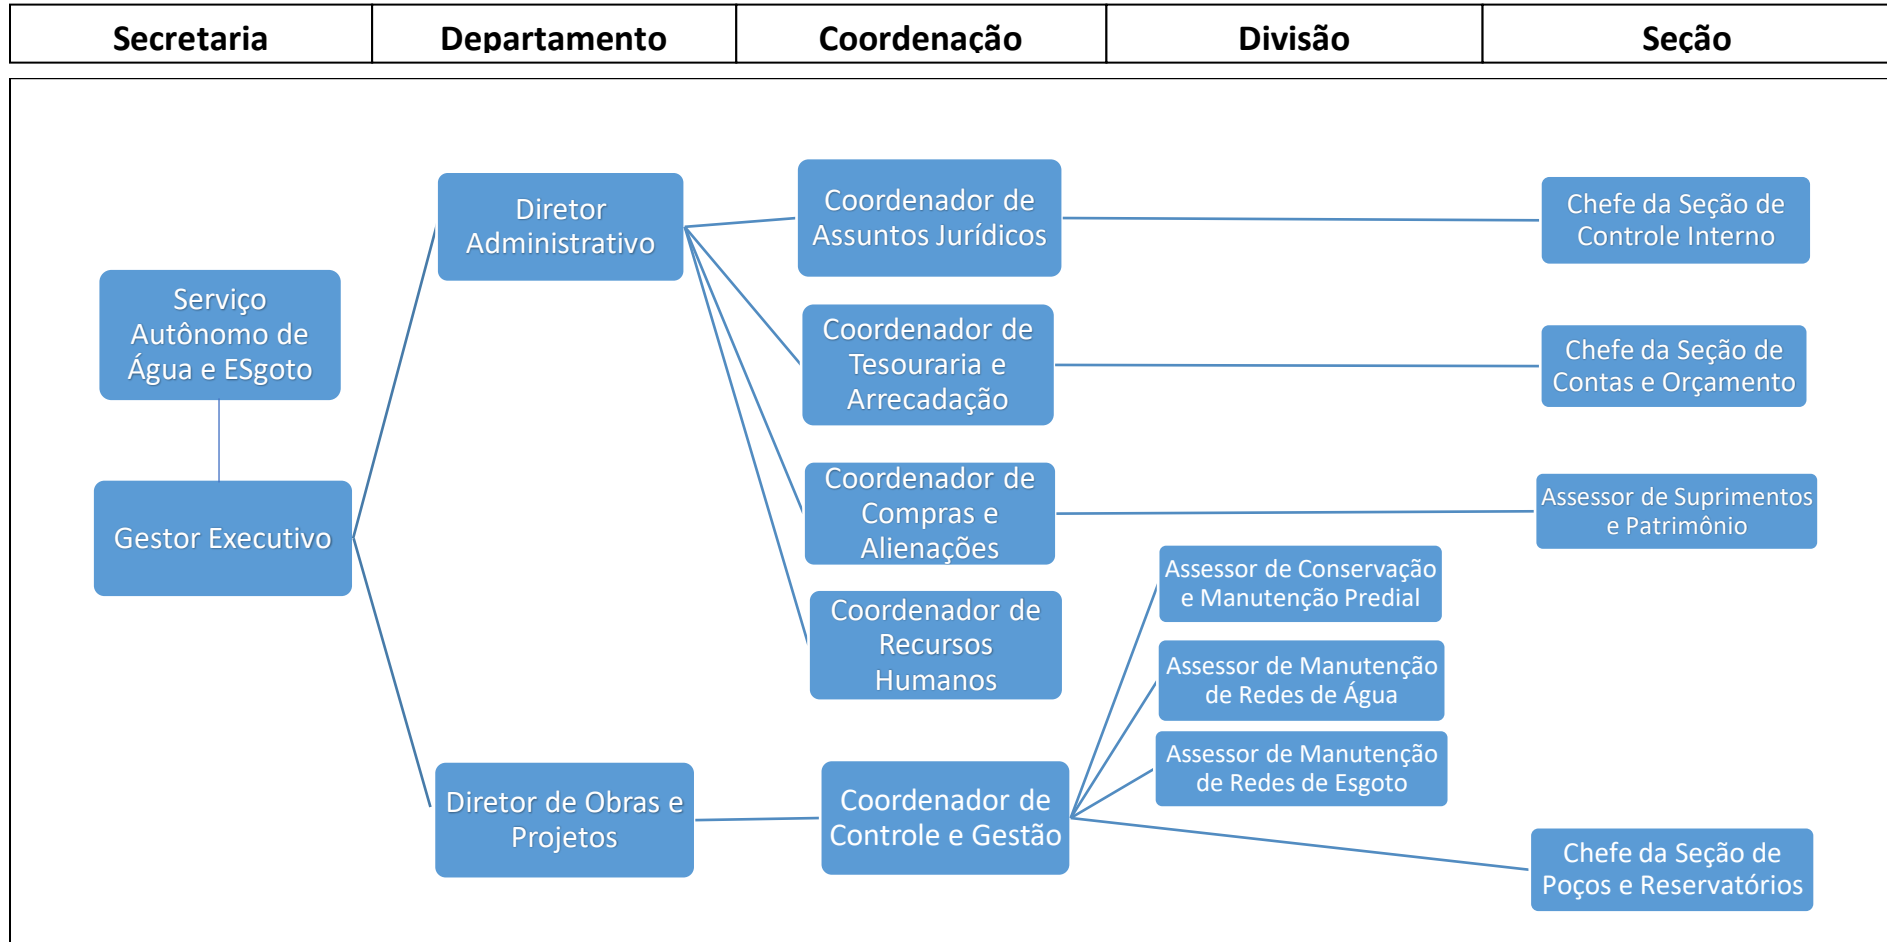 Secretaria
Departamento
Coordenação
Divisão
Seção
Serviço
Autônomo de
Água e ESgoto
Gestor Executivo
Diretor
Administrativo
Diretor de Obras e
Projetos
Coordenador de
Assuntos Jurídicos
Coordenador de
Tesouraria e
Arrecadação
Coordenador de
Compras e
Alienações
Coordenador de
Recursos
Humanos
Coordenador de
Controle e Gestão
Assessor de Conservação
e Manutenção Predial
Assessor de Manutenção
de Redes de Água
Assessor de Manutenção
de Redes de Esgoto
Chefe da Seção de
Controle Interno
Chefe da Seção de
Contas e Orçamento
Assessor de Suprimentos
e Patrimônio
Chefe da Seção de
Poços e Reservatórios